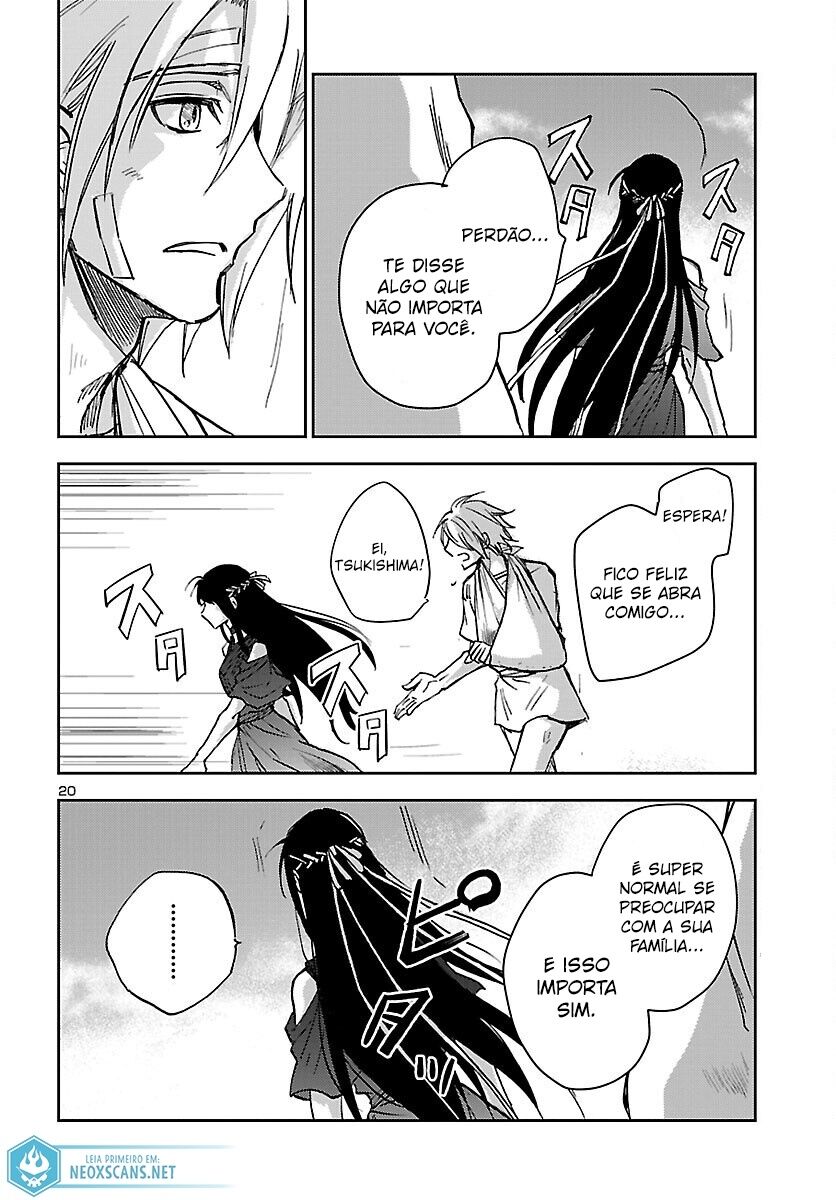 スタ
スタ
PERDÃO...
TE DISSE
ALGO QUE
NÃO IMPORTA
PARA VOCÊ.
ESPERA!
FICO FELIZ
QUE SE ABRA
COMIGO...
EI,
TSUKISHIMA!
スタ
スタ
20
É SUPER
NORMAL SE
PREOCUPAR
COM A SUA
FAMÍLIA...
E ISSO
IMPORTA
SIM.
ピタッ
.........
LEIA PRIMEIRO EM:
NEOXSCANS.NET